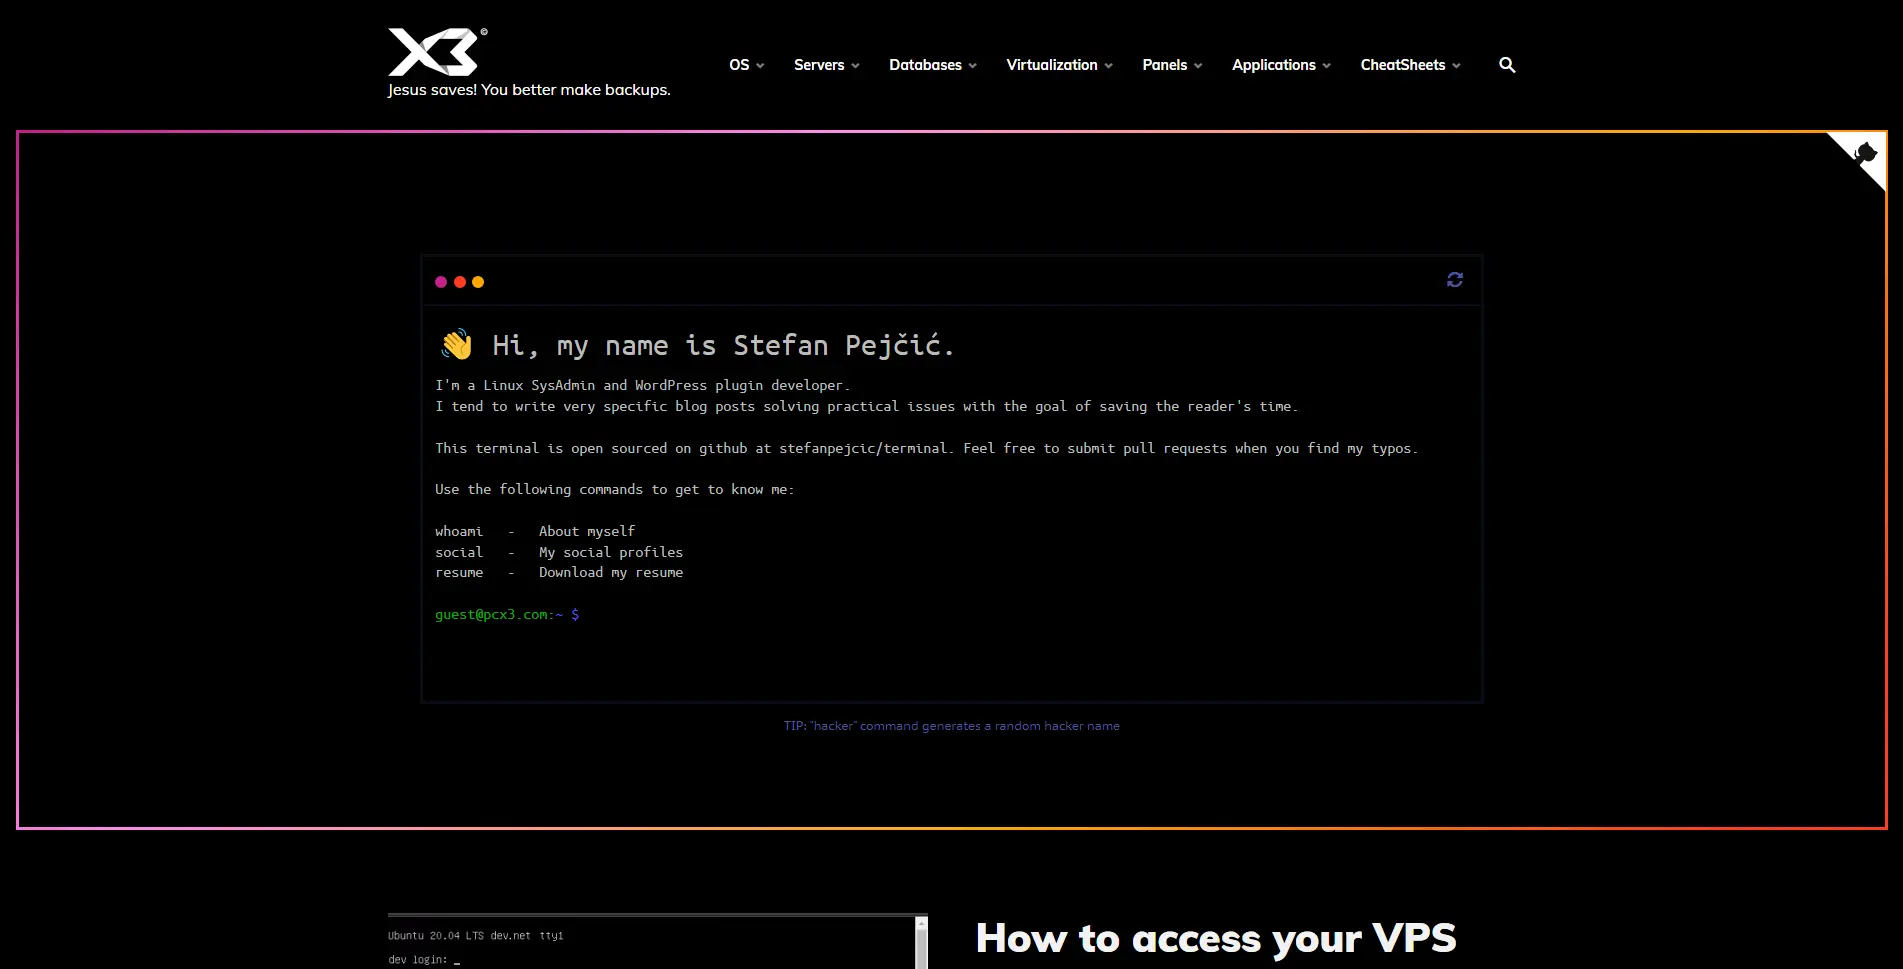 X3©
Jesus saves! You better make backups.
OS Servers Databases Virtualization Panels Applications CheatSheets
Hi, my name is Stefan Pejčić.
I'm a Linux SysAdmin and WordPress plugin developer.
I tend to write very specific blog posts solving practical issues with the goal of saving the reader's time.
This terminal is open sourced on github at stefanpejcic/terminal. Feel free to submit pull requests when you find my typos.
Use the following commands to get to know me:
whoami - About myself
social - My social profiles
resume - Download my resume
guest@pcx3.com:~ $
TIP: "hacker" command generates a random hacker name
Ubuntu 20.04 LTS dev.net tty1
dev login: _
How to access your VPS